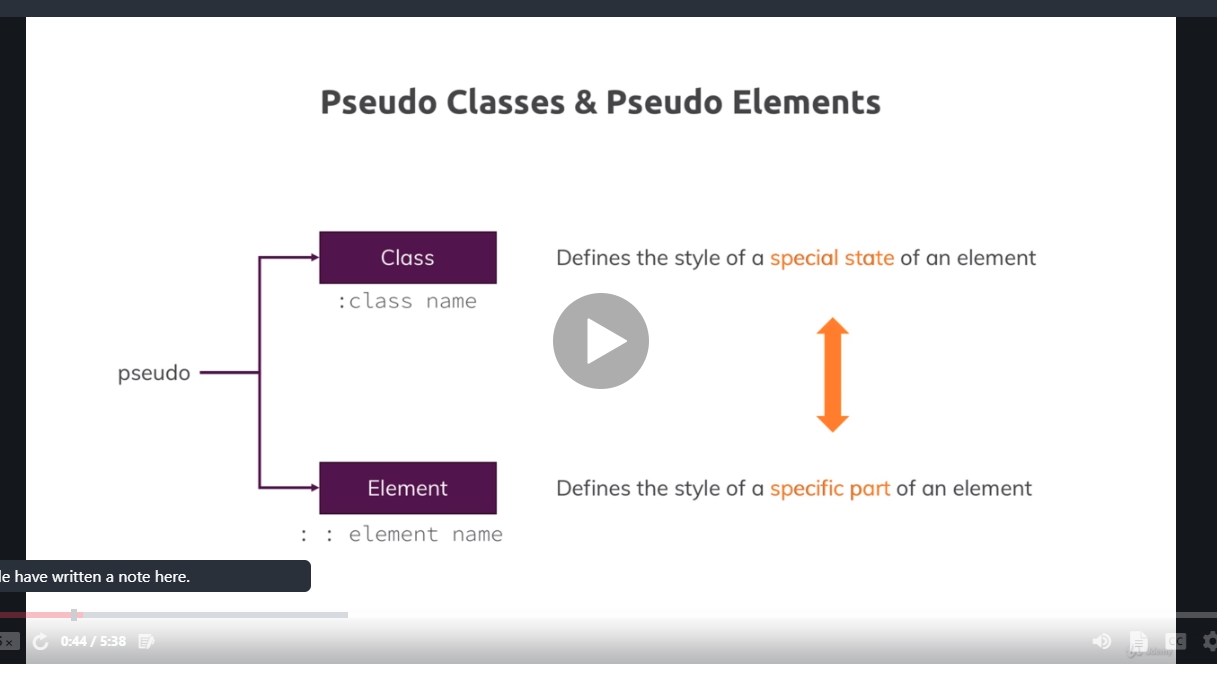 Pseudo Classes & Pseudo Elements
Class
Defines the style of a special state of an element
:class name
pseudo
Element
Defines the style of a specific part of an element
: : element name
le have written a note here.
0:44 / 5:38
CC